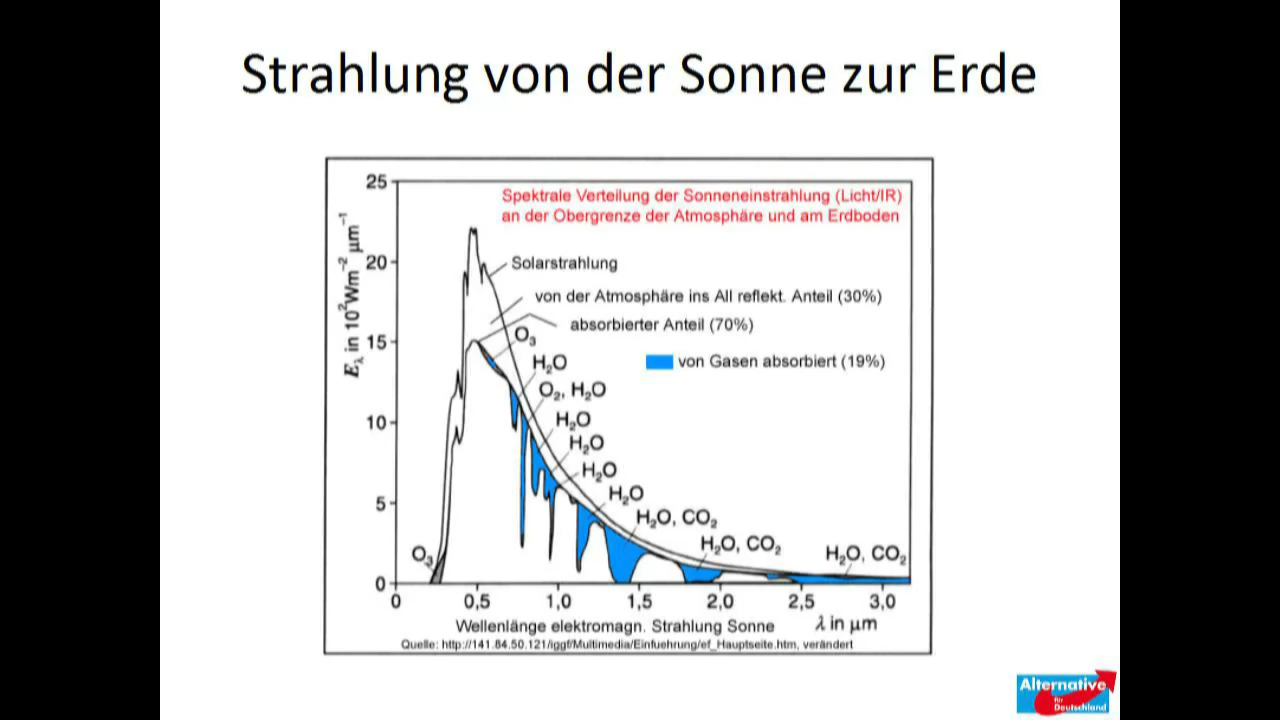 Strahlung von der Sonne zur Erde
25
Spektrale Verteilung der Sonneneinstrahlung (Licht/IR)
an der Obergrenze der Atmosphäre und am Erdboden
E_λ in 10² Wm⁻² μm⁻¹
20
Solarstrahlung
von der Atmosphäre ins All reflekt. Anteil (30%)
absorbierter Anteil (70%)
15
O₃
H₂O
von Gasen absorbiert (19%)
O₂, H₂O
10
H₂O
H₂O
H₂O
H₂O
5
H₂O, CO₂
H₂O, CO₂
H₂O, CO₂
O₃
0
0 0,5 1,0 1,5 2,0 2,5 3,0
Wellenlänge elektromagn. Strahlung Sonne λ in μm
Quelle: http://141.84.50.121/iggf/Multimedia/Einfuehrung/ef_Hauptseite.htm, verändert
Alternative
für
Deutschland